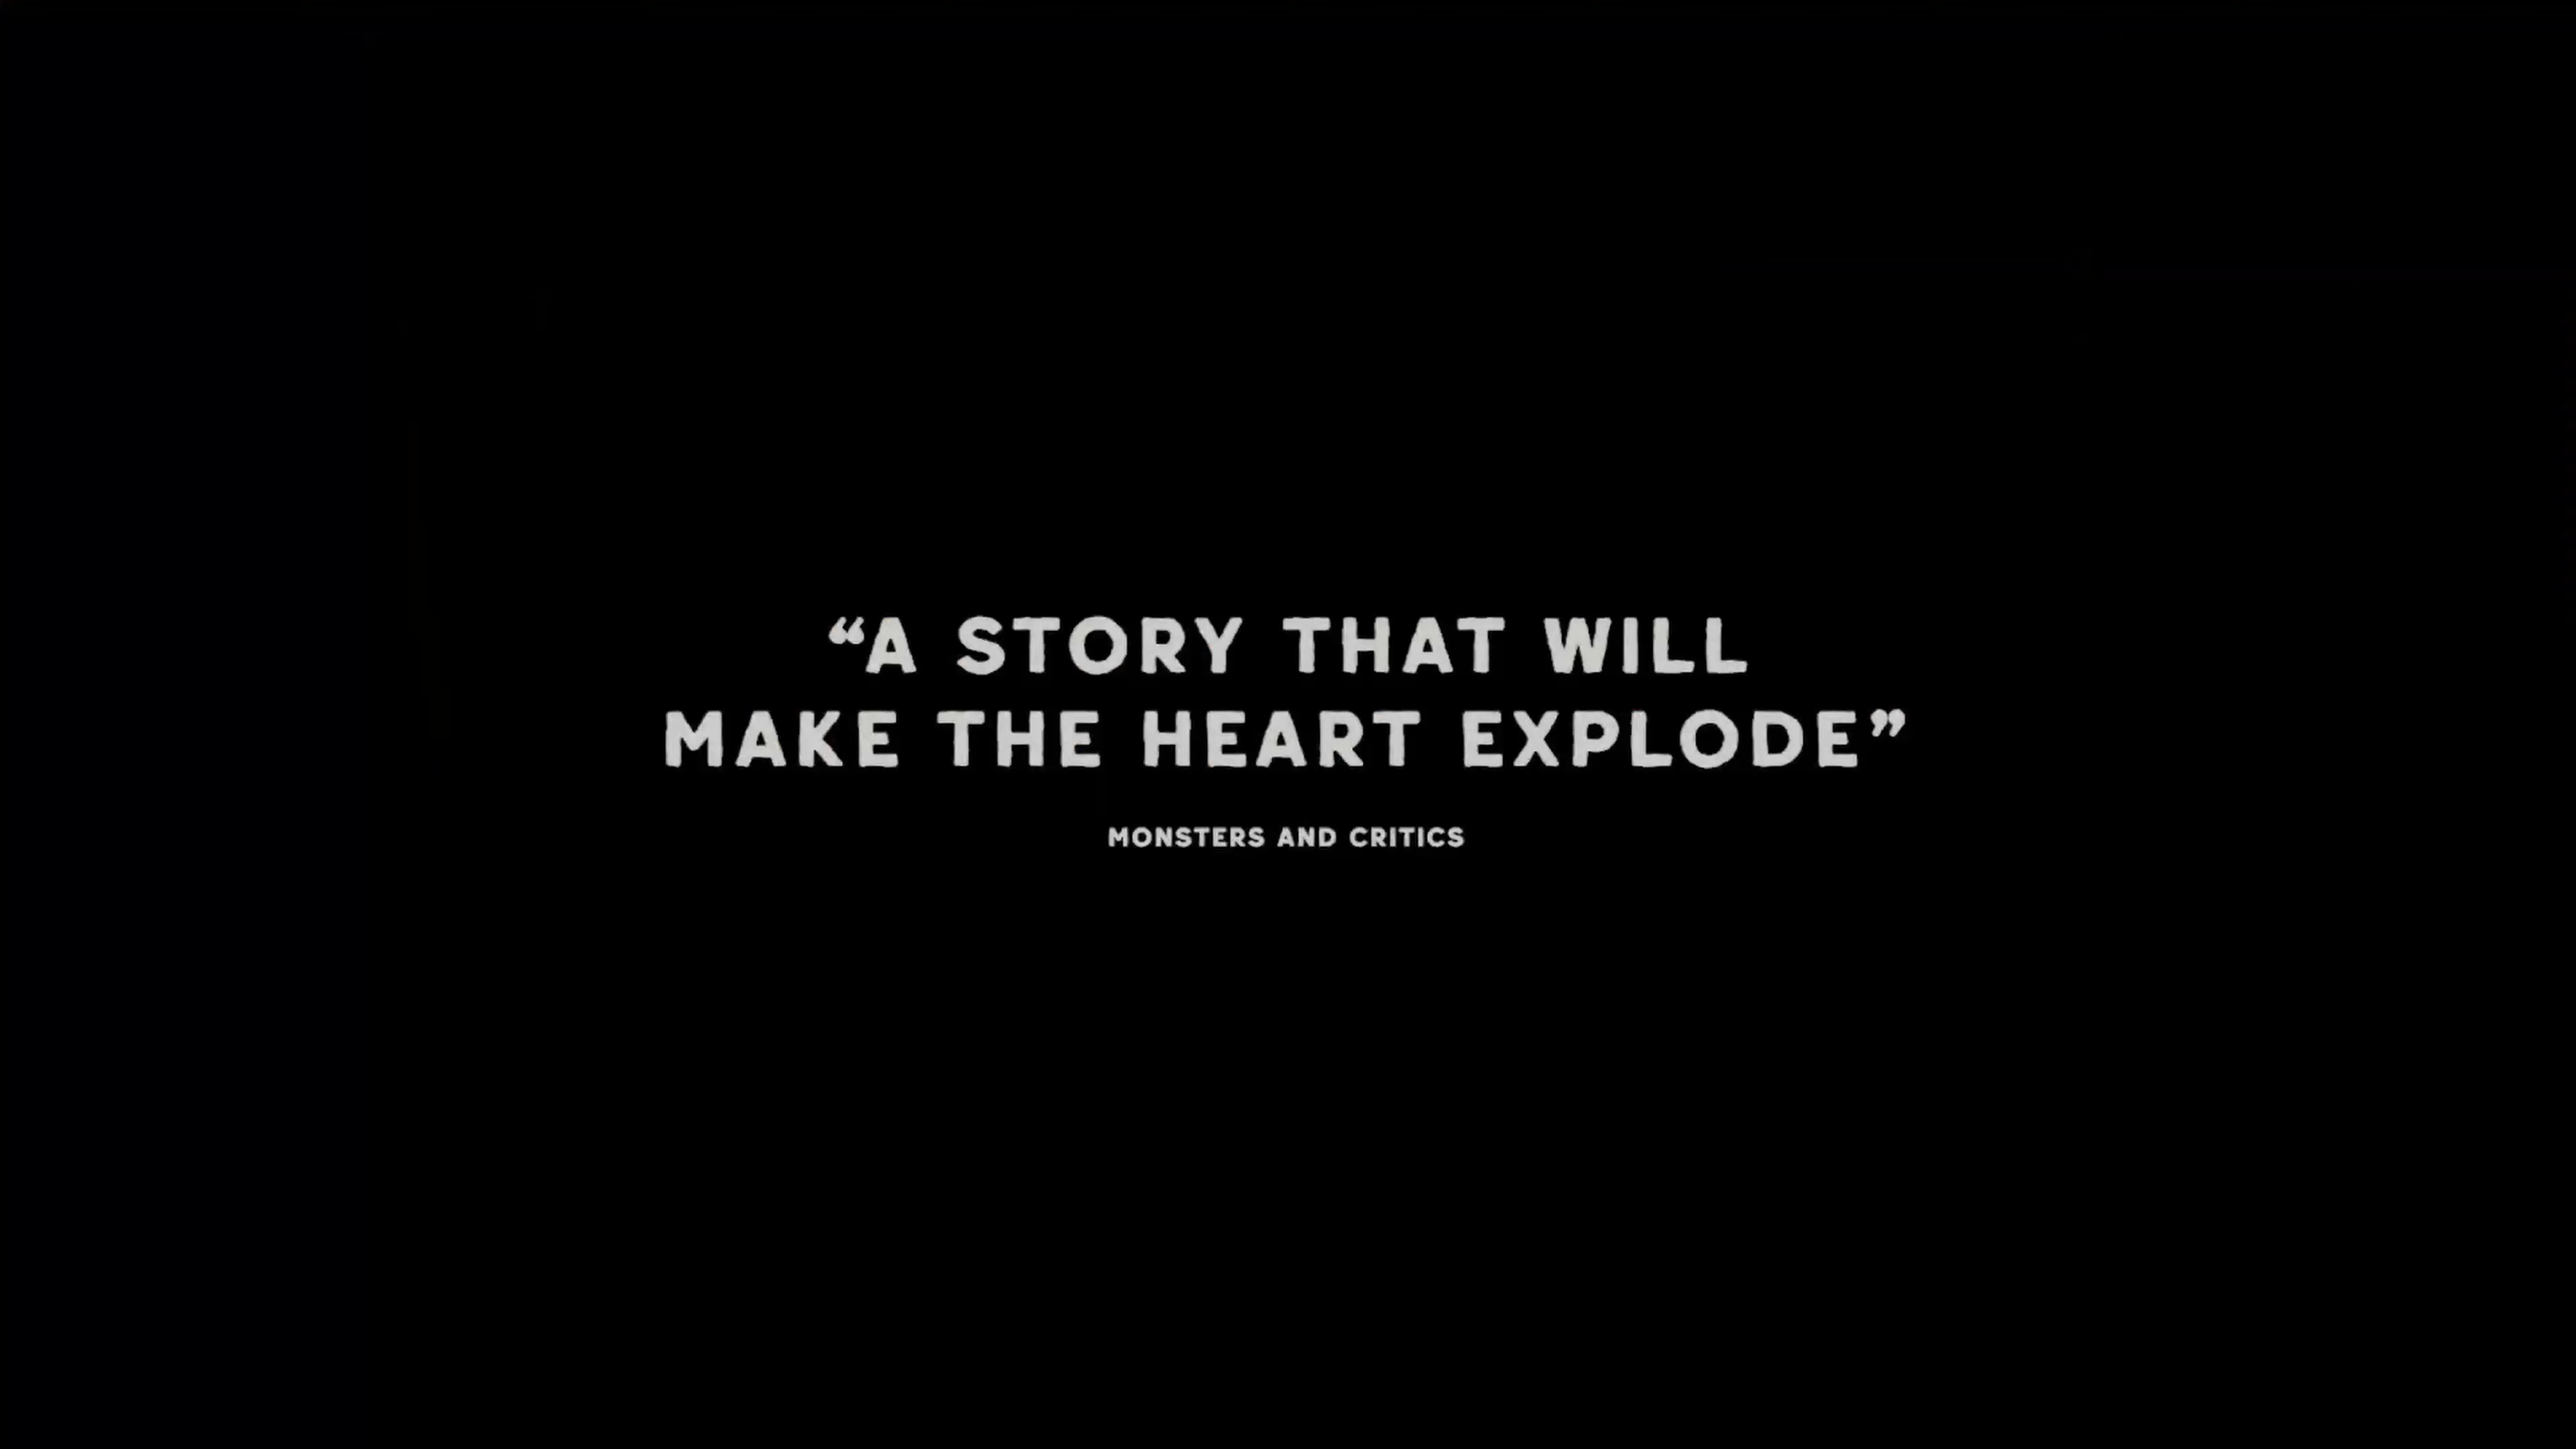 “A STORY THAT WILL
MAKE THE HEART EXPLODE”
MONSTERS AND CRITICS